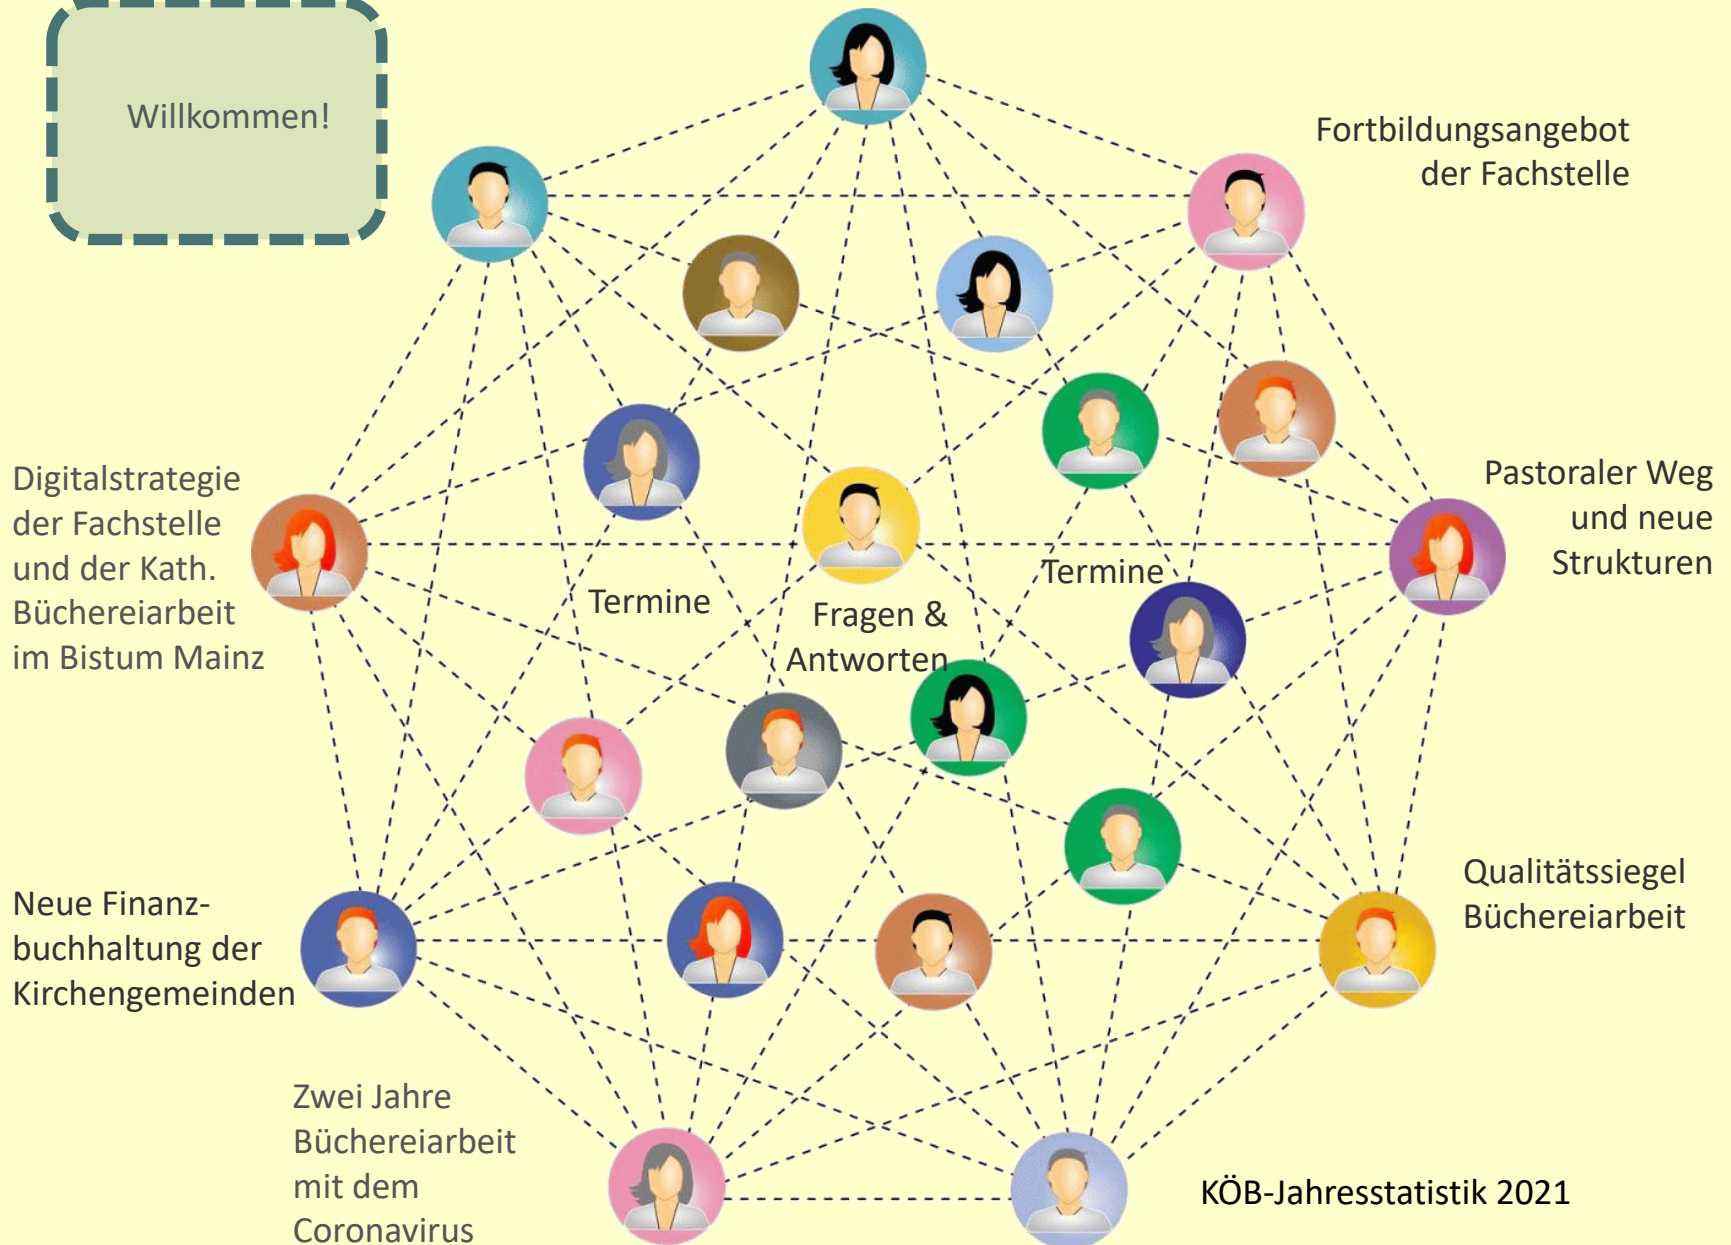 Willkommen!
Fortbildungsangebot
der Fachstelle
Digitalstrategie
der Fachstelle
und der Kath.
Büchereiarbeit
im Bistum Mainz
Pastoraler Weg
und neue
Strukturen
Termine
Fragen &
Antworten
Termine
Neue Finanz-
buchhaltung der
Kirchengemeinden
Qualitätssiegel
Büchereiarbeit
Zwei Jahre
Büchereiarbeit
mit dem
Coronavirus
KÖB-Jahresstatistik 2021